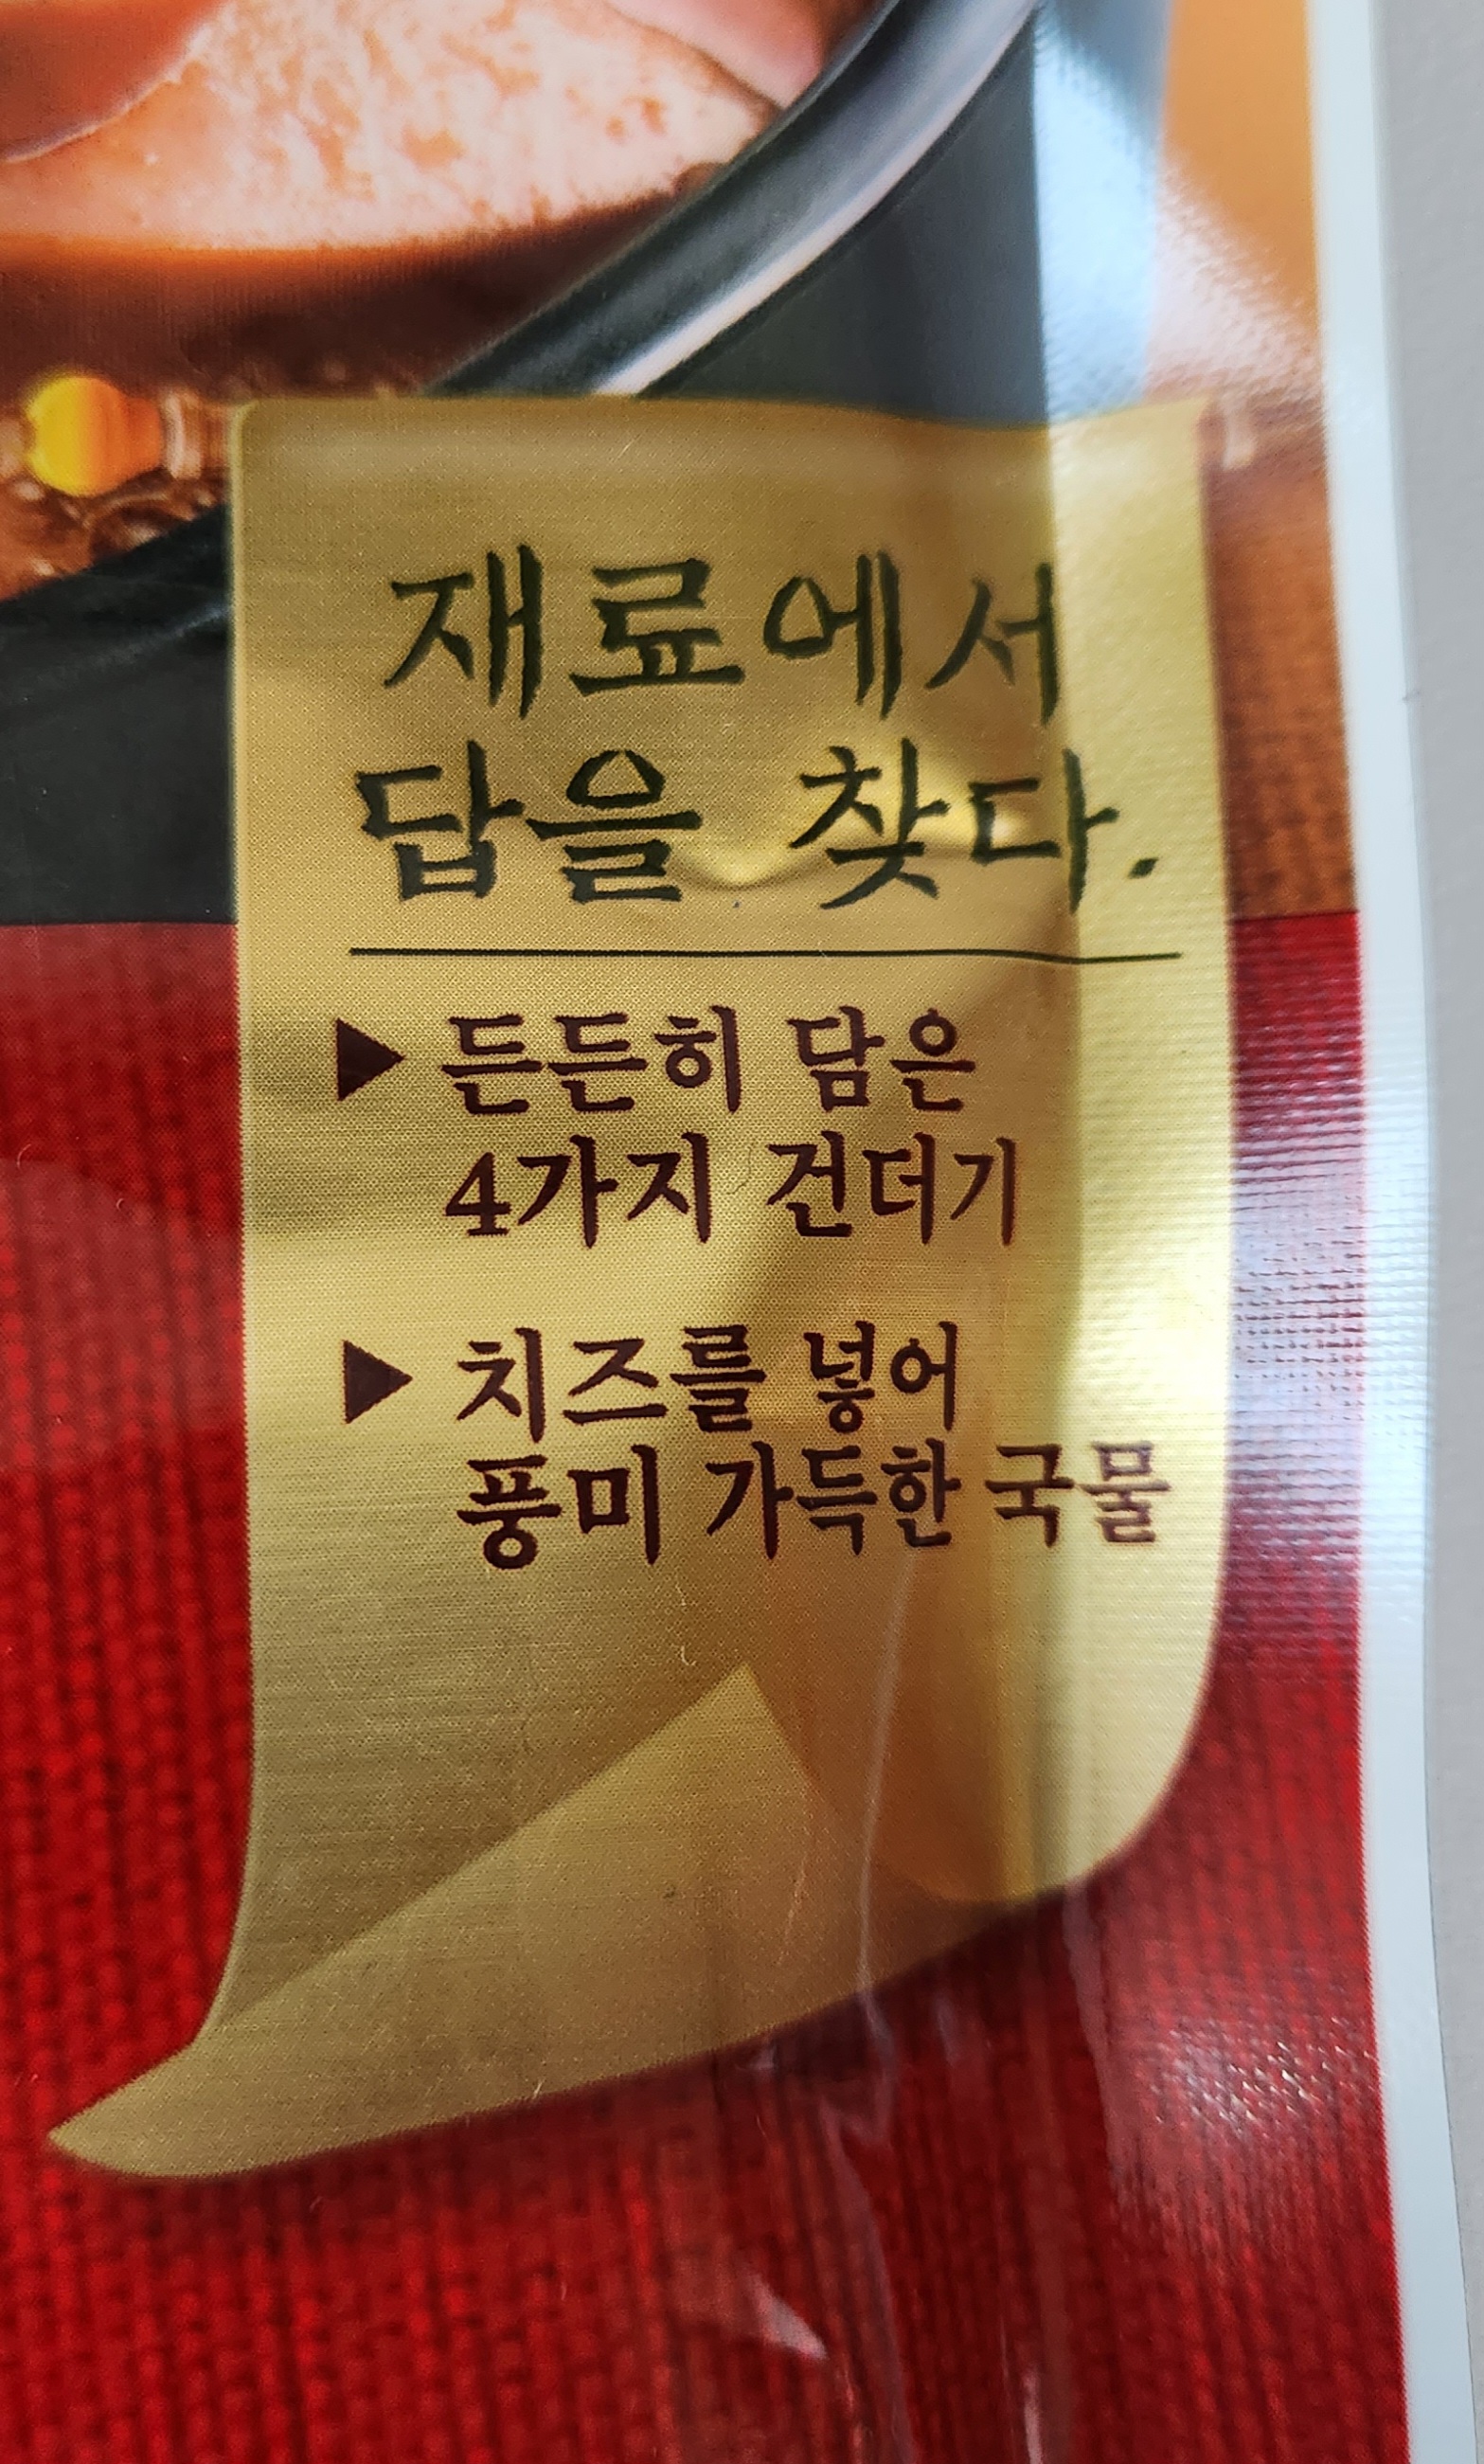 재료에서
답을 찾다.
▶ 든든히 담은
4가지 건더기
▶ 치즈를 넣어
풍미 가득한 국물